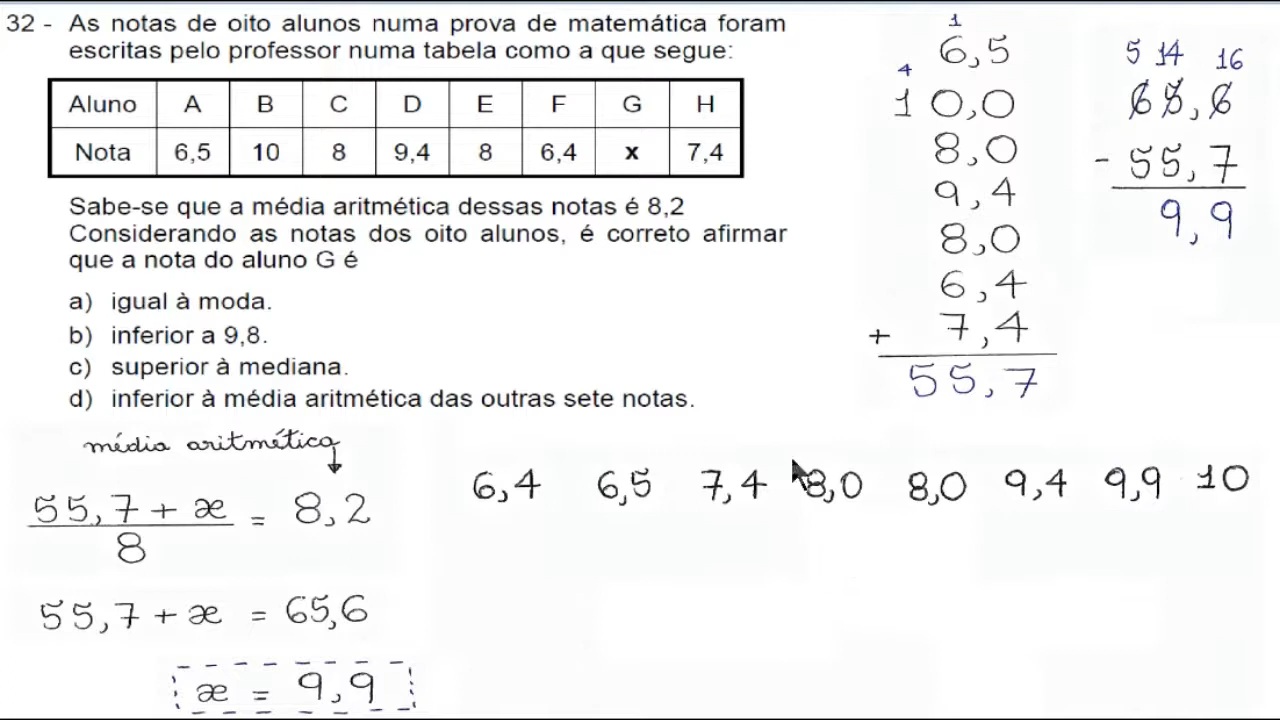 32 - As notas de oito alunos numa prova de matemática foram
escritas pelo professor numa tabela como a que segue:
Aluno A B C D E F G H
Nota 6,5 10 8 9,4 8 6,4 x 7,4
Sabe-se que a média aritmética dessas notas é 8,2
Considerando as notas dos oito alunos, é correto afirmar
que a nota do aluno G é
a) igual à moda.
b) inferior a 9,8.
c) superior à mediana.
d) inferior à média aritmética das outras sete notas.
média aritmética
55,7 + x = 8,2
8
55,7 + x = 65,6
x = 9,9
1
6,5
4
10,0
8,0
9,4
8,0
6,4
+ 7,4
55,7
5 14 16
65,6
- 55,7
9,9
6,4 6,5 7,4 8,0 8,0 9,4 9,9 10